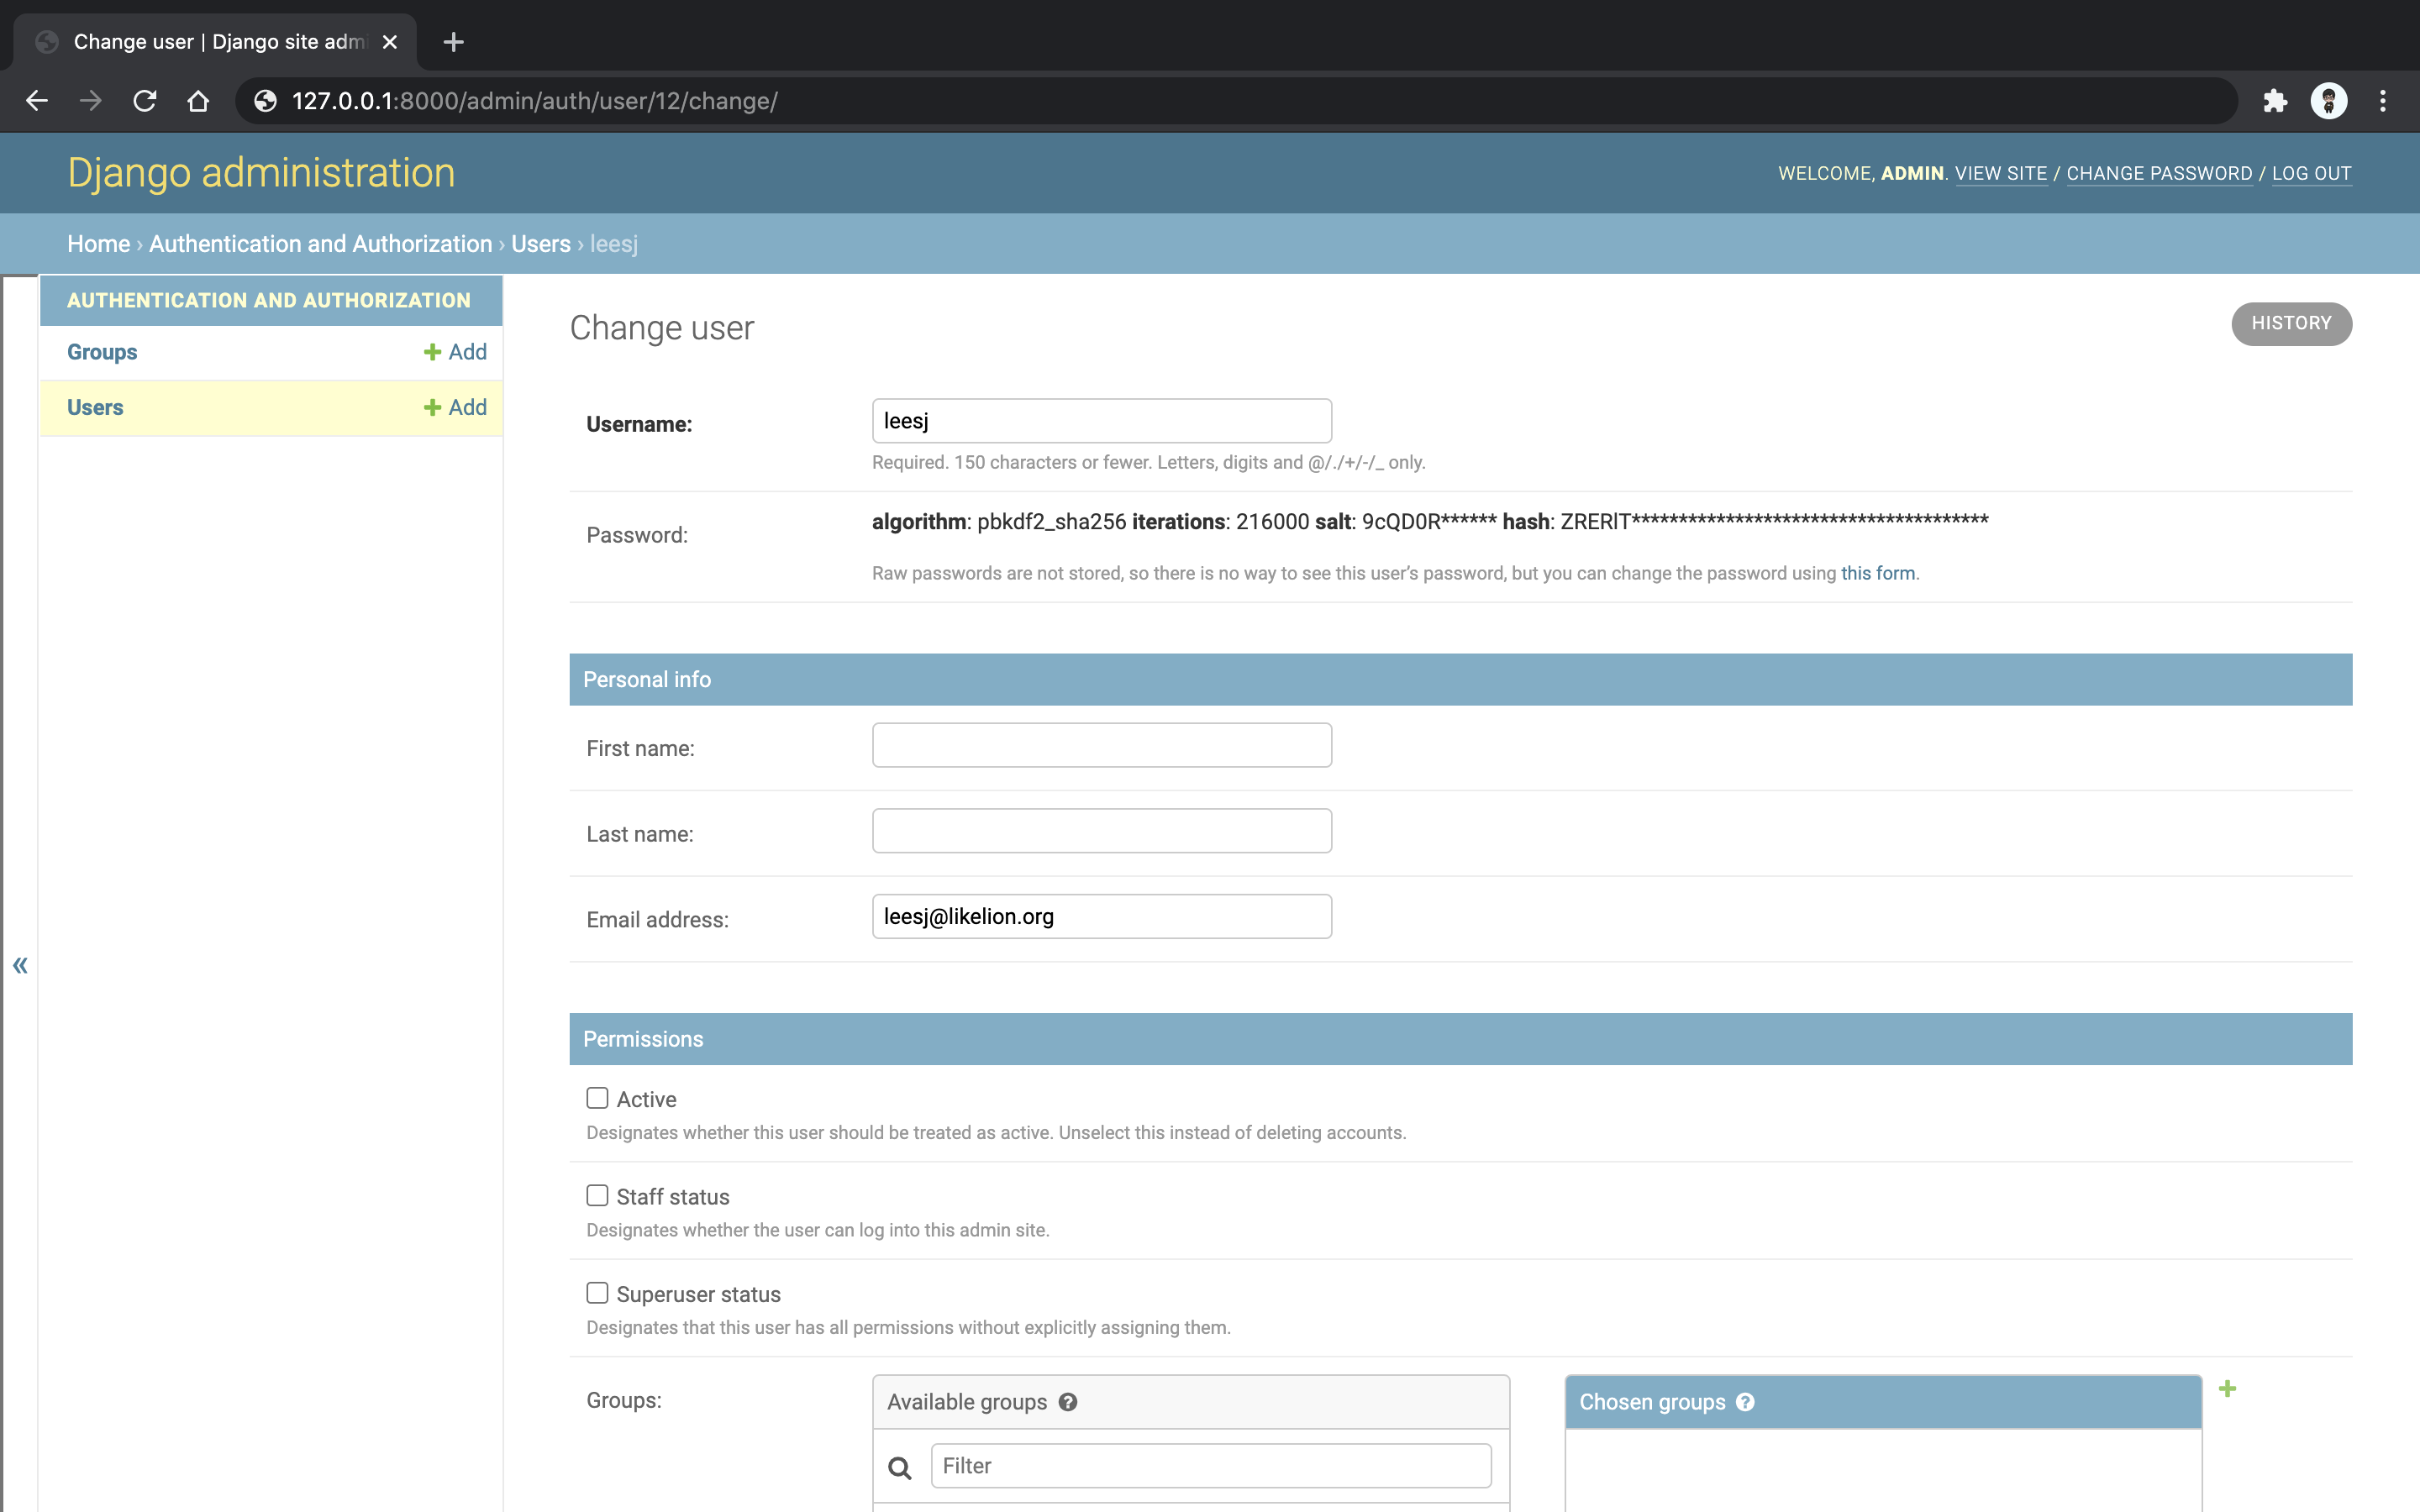 Change user | Django site adm
127.0.0.1:8000/admin/auth/user/12/change/
Django administration
WELCOME, ADMIN. VIEW SITE / CHANGE PASSWORD / LOG OUT
Home › Authentication and Authorization › Users › leesj
AUTHENTICATION AND AUTHORIZATION
Groups + Add
Users + Add
«
Change user
HISTORY
Username: leesj
Required. 150 characters or fewer. Letters, digits and @/./+/-/_ only.
Password: algorithm: pbkdf2_sha256 iterations: 216000 salt: 9cQD0R****** hash: ZRERlT**************************************
Raw passwords are not stored, so there is no way to see this user’s password, but you can change the password using this form.
Personal info
First name:
Last name:
Email address: leesj@likelion.org
Permissions
Active
Designates whether this user should be treated as active. Unselect this instead of deleting accounts.
Staff status
Designates whether the user can log into this admin site.
Superuser status
Designates that this user has all permissions without explicitly assigning them.
Groups: Available groups ?
Filter
Chosen groups ?